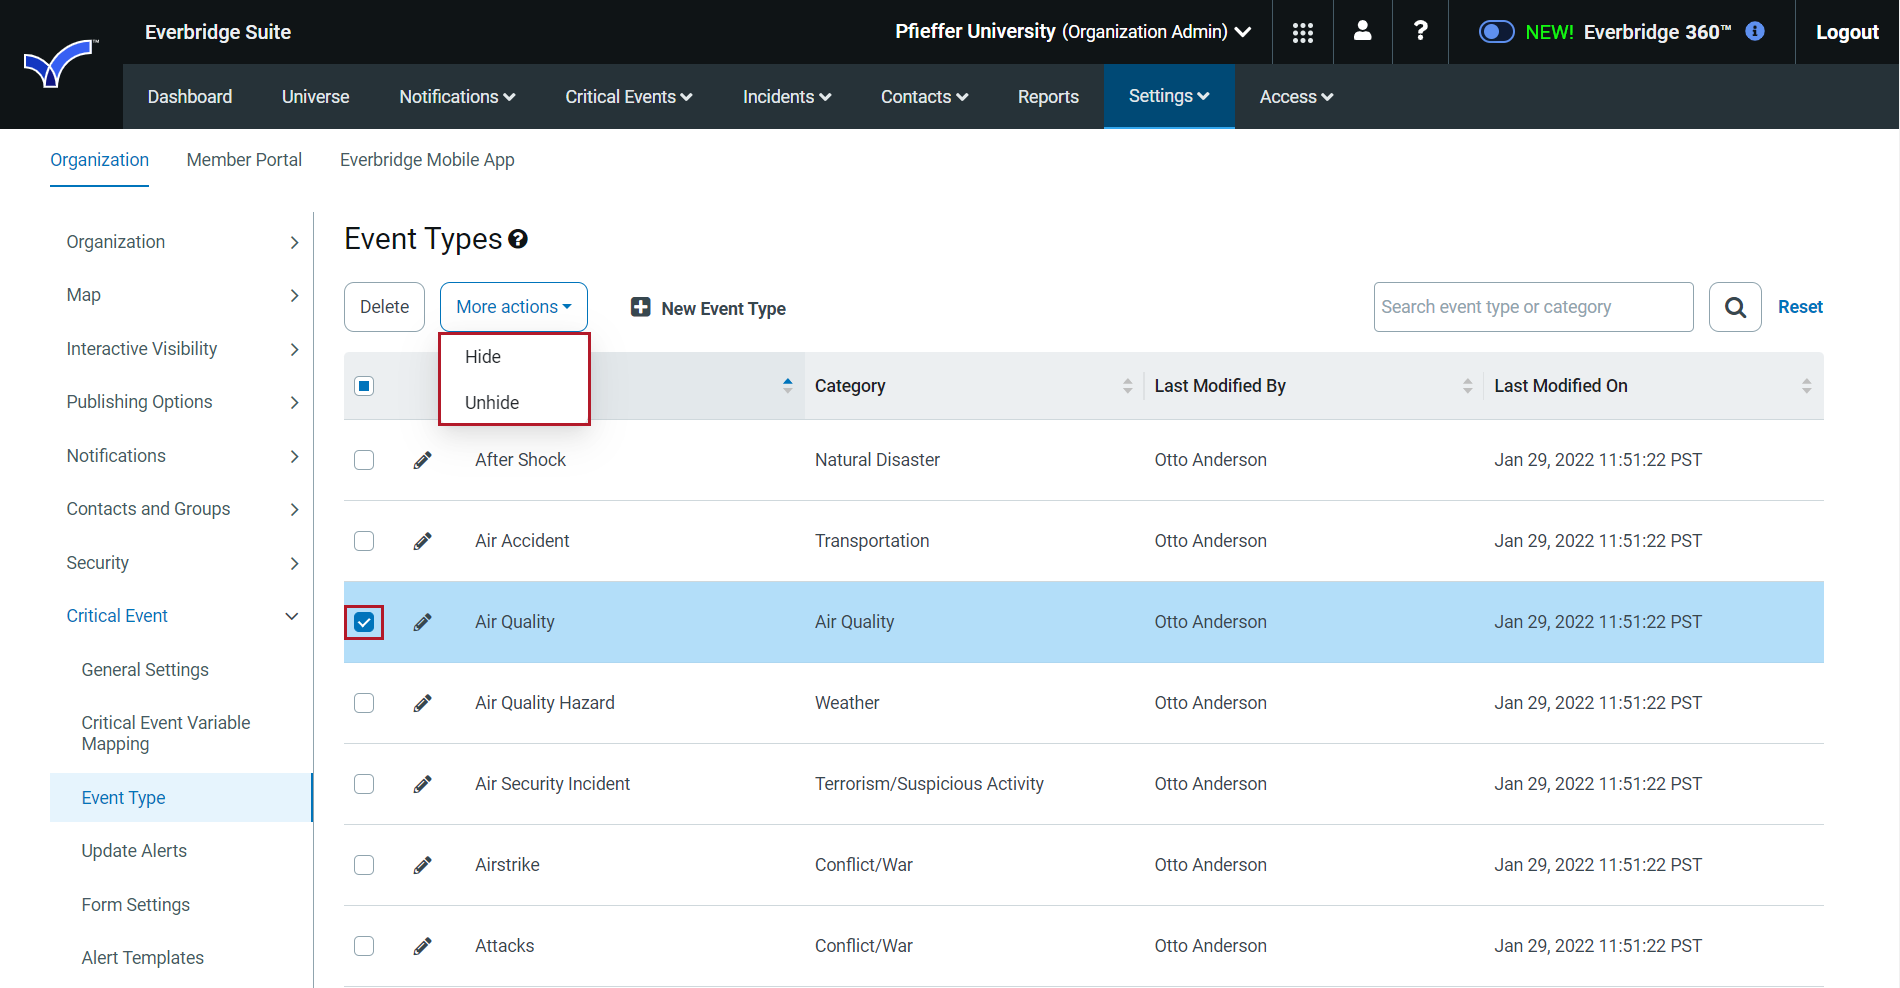 Everbridge Suite
Pfieffer University (Organization Admin)
?
NEW! Everbridge 360™
i
Logout
TM
Dashboard
Universe
Notifications
Critical Events
Incidents
Contacts
Reports
Settings
Access
Organization
Member Portal
Everbridge Mobile App
Organization
Map
Interactive Visibility
Publishing Options
Notifications
Contacts and Groups
Security
Critical Event
General Settings
Critical Event Variable
Mapping
Event Type
Update Alerts
Form Settings
Alert Templates
Event Types ?
Delete
More actions
New Event Type
Search event type or category
Reset
Hide
Unhide
Category
Last Modified By
Last Modified On
After Shock Natural Disaster Otto Anderson Jan 29, 2022 11:51:22 PST
Air Accident Transportation Otto Anderson Jan 29, 2022 11:51:22 PST
Air Quality Air Quality Otto Anderson Jan 29, 2022 11:51:22 PST
Air Quality Hazard Weather Otto Anderson Jan 29, 2022 11:51:22 PST
Air Security Incident Terrorism/Suspicious Activity Otto Anderson Jan 29, 2022 11:51:22 PST
Airstrike Conflict/War Otto Anderson Jan 29, 2022 11:51:22 PST
Attacks Conflict/War Otto Anderson Jan 29, 2022 11:51:22 PST